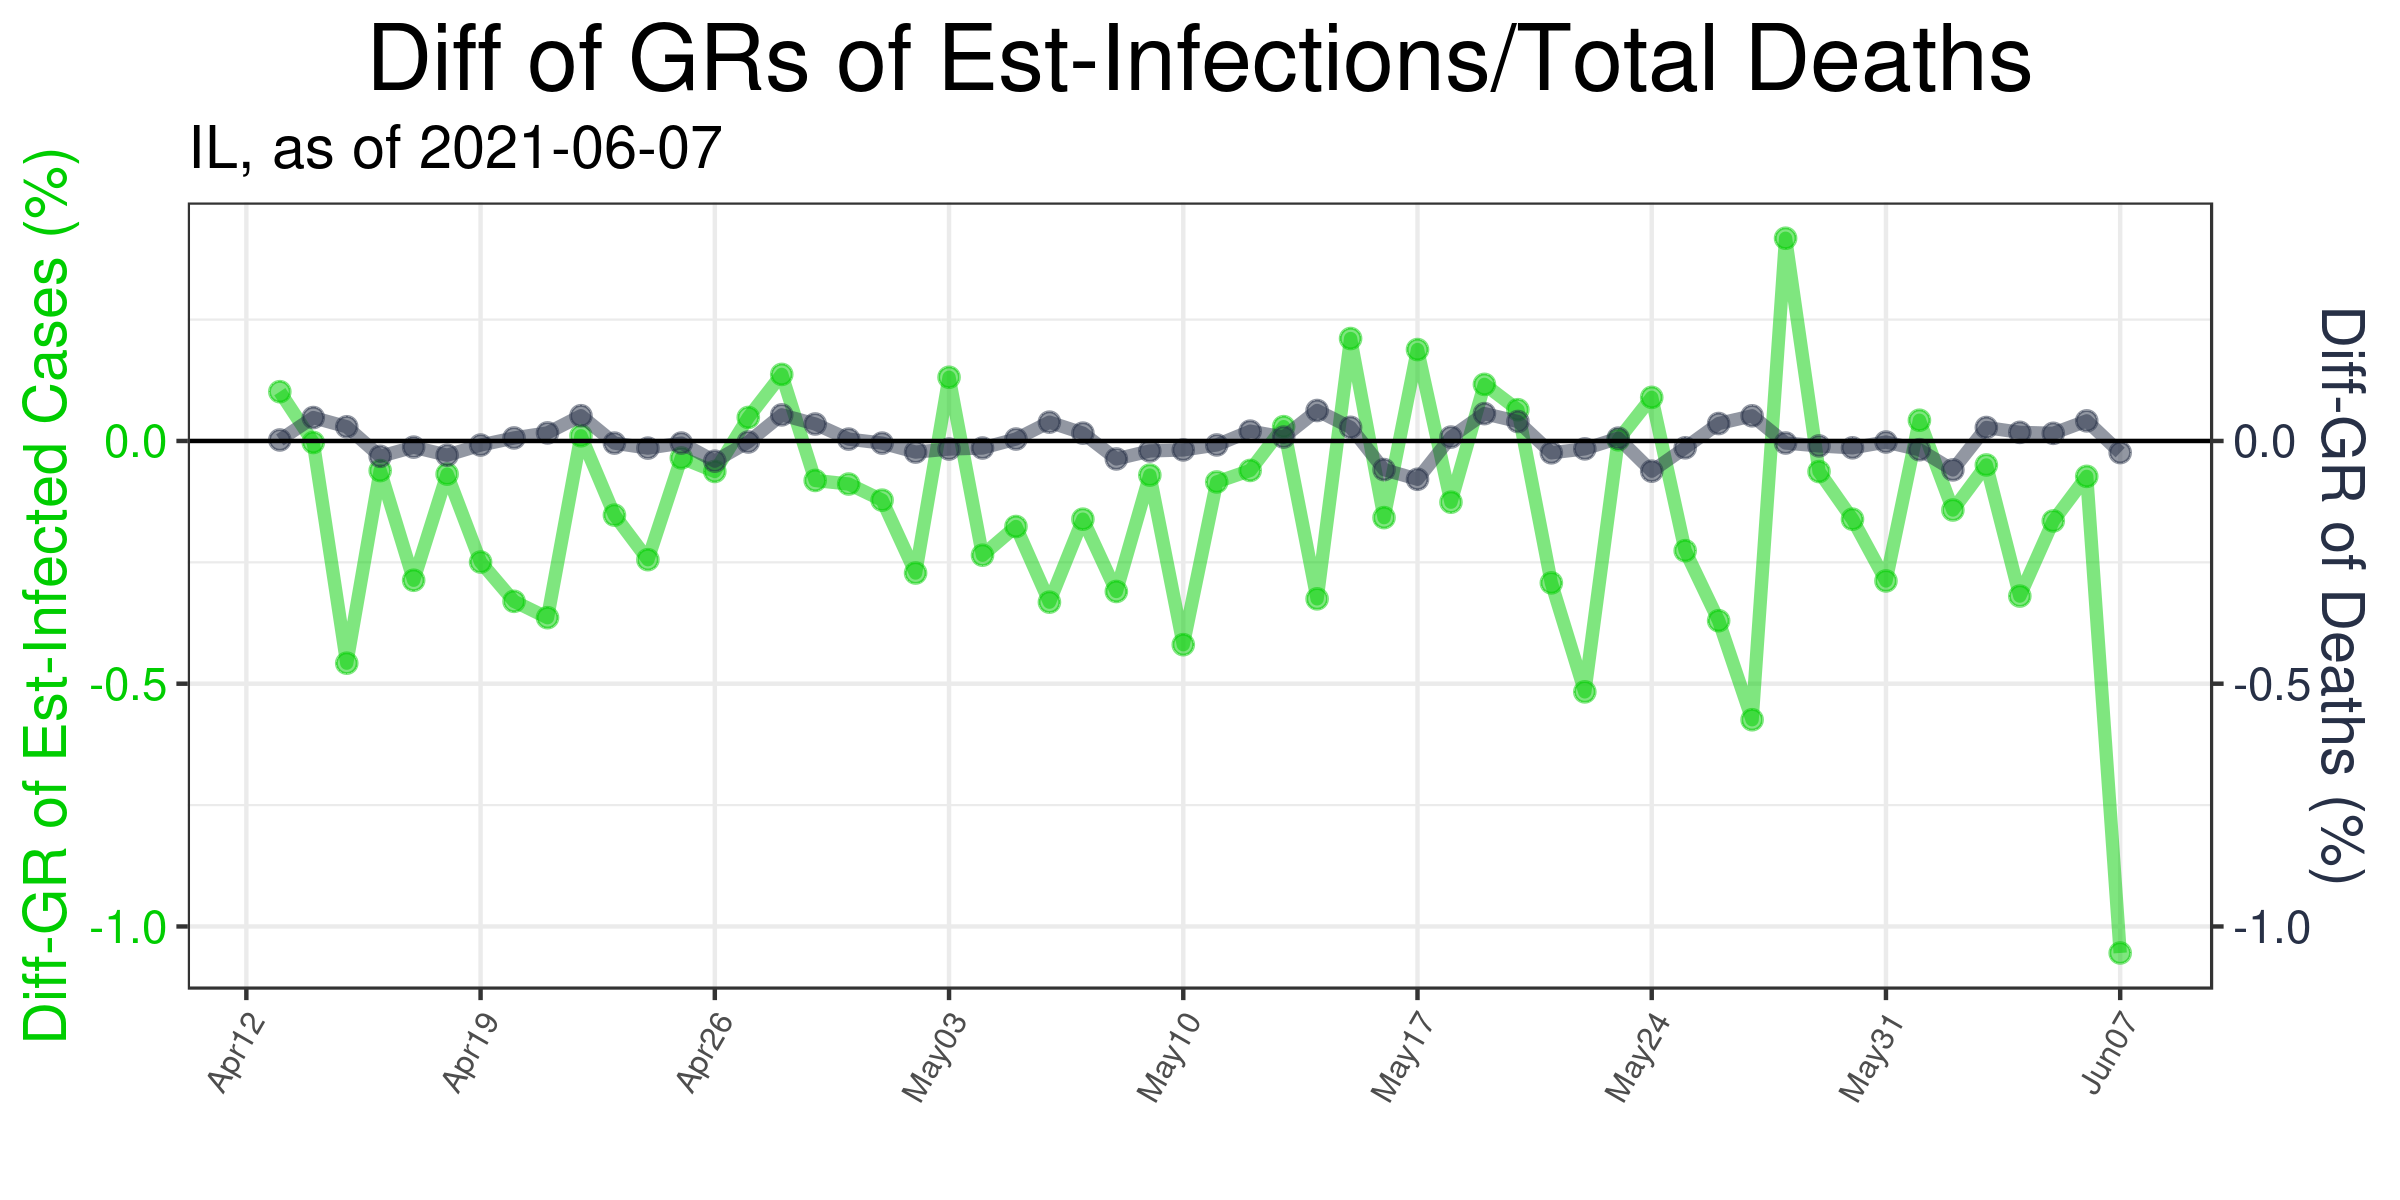 Diff of GRs of Est-Infections/Total Deaths
IL, as of 2021-06-07
Diff-GR of Est-Infected Cases (%)
0.0
-0.5
-1.0
0.0
-0.5
-1.0
Diff-GR of Deaths (%)
Apr12
Apr19
Apr26
May03
May10
May17
May24
May31
Jun07